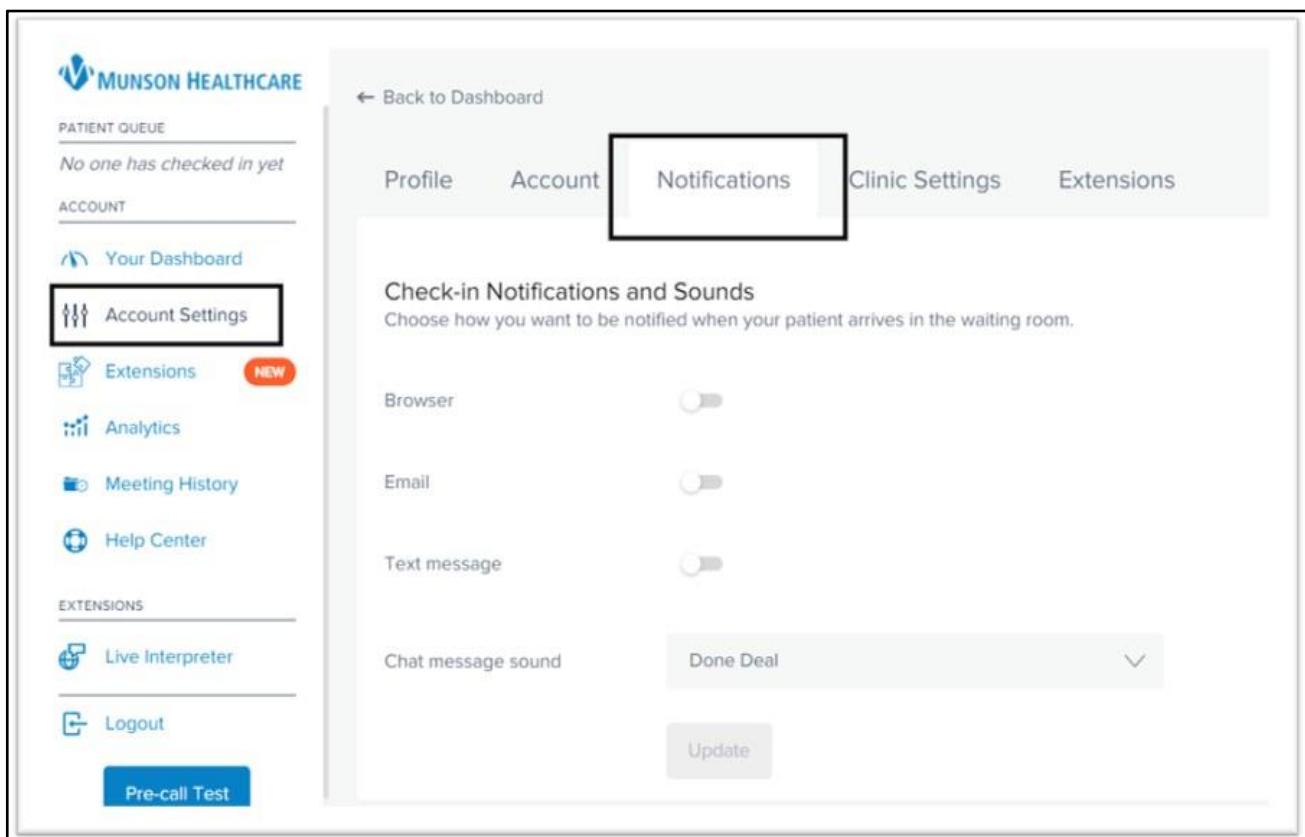 MUNSON HEALTHCARE
PATIENT QUEUE
No one has checked in yet
ACCOUNT
Your Dashboard
Account Settings
Extensions NEW
Analytics
Meeting History
Help Center
EXTENSIONS
Live Interpreter
Logout
Pre-call Test
← Back to Dashboard
Profile Account Notifications Clinic Settings Extensions
Check-in Notifications and Sounds
Choose how you want to be notified when your patient arrives in the waiting room.
Browser
Email
Text message
Chat message sound Done Deal
Update